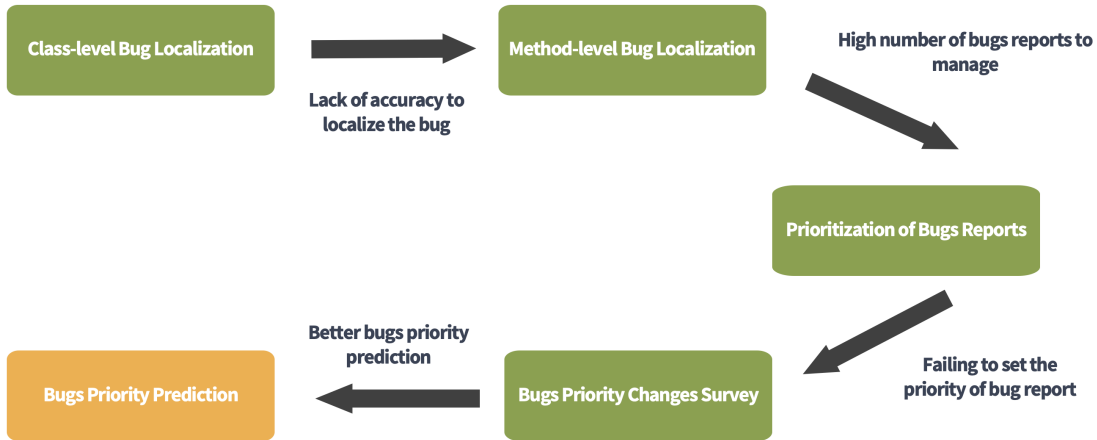 Class-level Bug Localization
Lack of accuracy to
localize the bug
Method-level Bug Localization
High number of bugs reports to
manage
Prioritization of Bugs Reports
Failing to set the
priority of bug report
Bugs Priority Changes Survey
Better bugs priority
prediction
Bugs Priority Prediction